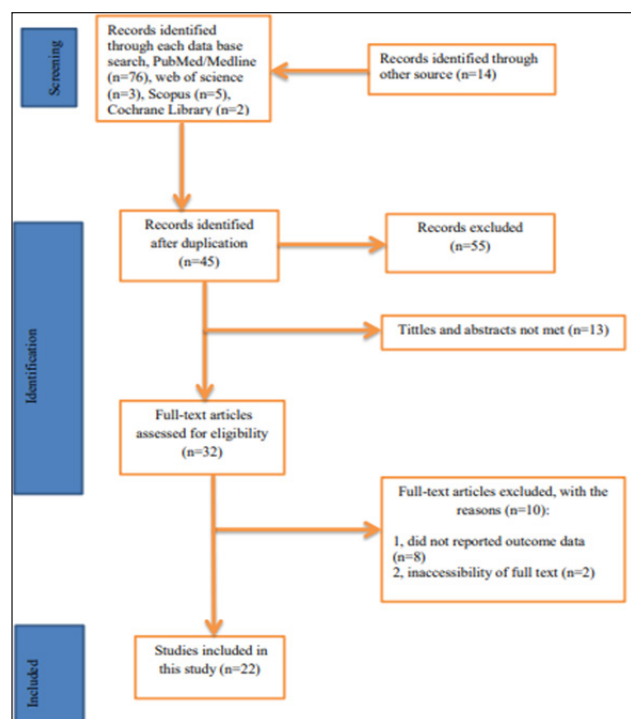 Screening
Records identified
through each data base
search, PubMed/Medline
(n=76), web of science
(n=3), Scopus (n=5),
Cochrane Library (n=2)
Records identified through
other source (n=14)
Identification
Records identified
after duplication
(n=45)
Records excluded
(n=55)
Tittles and abstracts not met (n=13)
Full-text articles
assessed for eligibility
(n=32)
Full-text articles excluded, with the
reasons (n=10):
1, did not reported outcome data
(n=8)
2, inaccessibility of full text (n=2)
Included
Studies included in
this study (n=22)